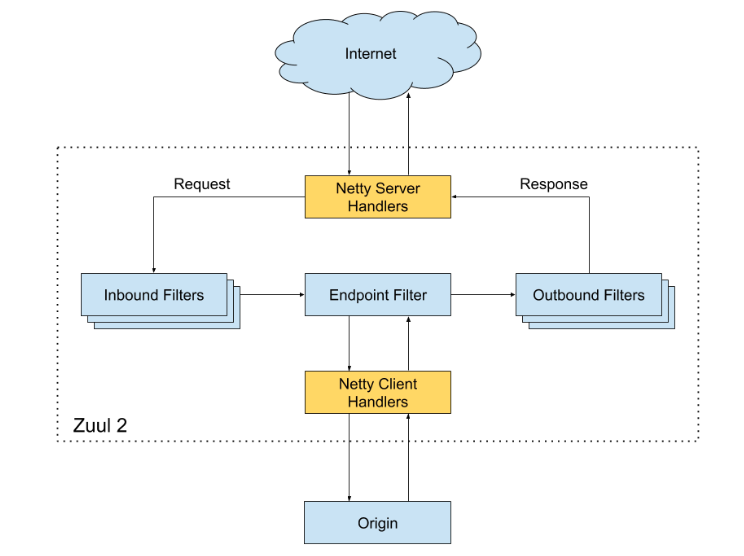 Internet
Netty Server
Handlers
Request
Response
Inbound Filters
Endpoint Filter
Outbound Filters
Netty Client
Handlers
Zuul 2
Origin